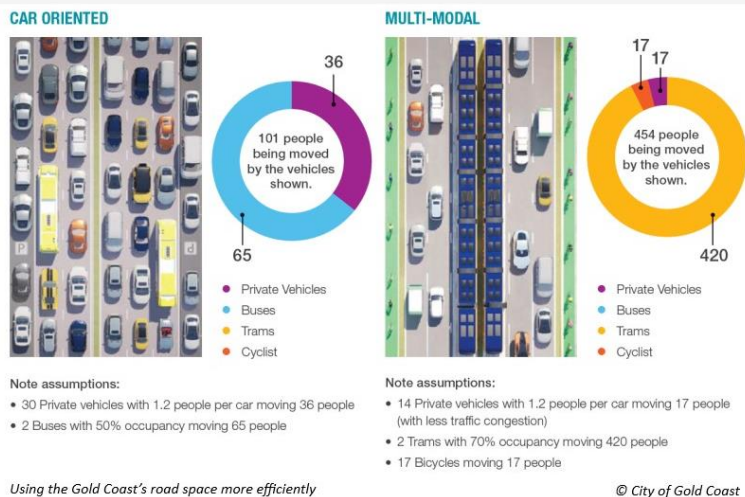 CAR ORIENTED
36
101 people
being moved
by the vehicles
shown.
65
Private Vehicles
Buses
Trams
Cyclist
Note assumptions:
• 30 Private vehicles with 1.2 people per car moving 36 people
• 2 Buses with 50% occupancy moving 65 people
Using the Gold Coast's road space more efficiently
MULTI-MODAL
17
17
454 people
being moved
by the vehicles
shown.
420
Private Vehicles
Buses
Trams
Cyclist
Note assumptions:
• 14 Private vehicles with 1.2 people per car moving 17 people
(with less traffic congestion)
• 2 Trams with 70% occupancy moving 420 people
• 17 Bicycles moving 17 people
© City of Gold Coast
P
P